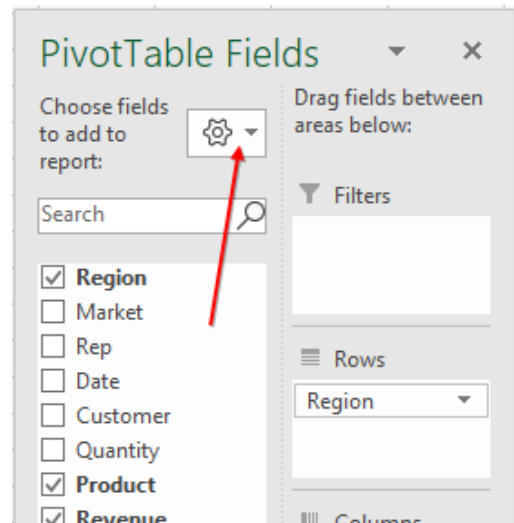 PivotTable Fields
Choose fields
to add to
report:
Search
Region
Market
Rep
Date
Customer
Quantity
Product
Revenue
Drag fields between
areas below:
Filters
Rows
Region
Columns